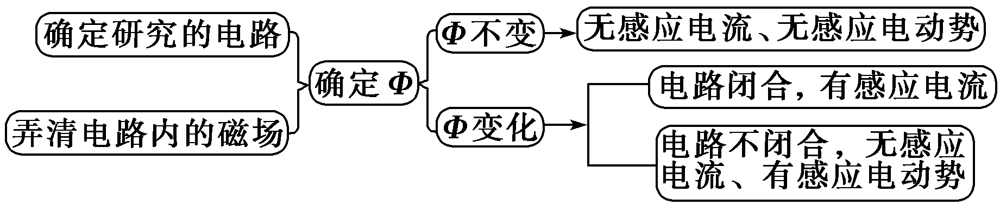 确定研究的电路
弄清电路内的磁场
确定Φ
Φ不变
无感应电流、无感应电动势
Φ变化
电路闭合，有感应电流
电路不闭合，无感应
电流、有感应电动势